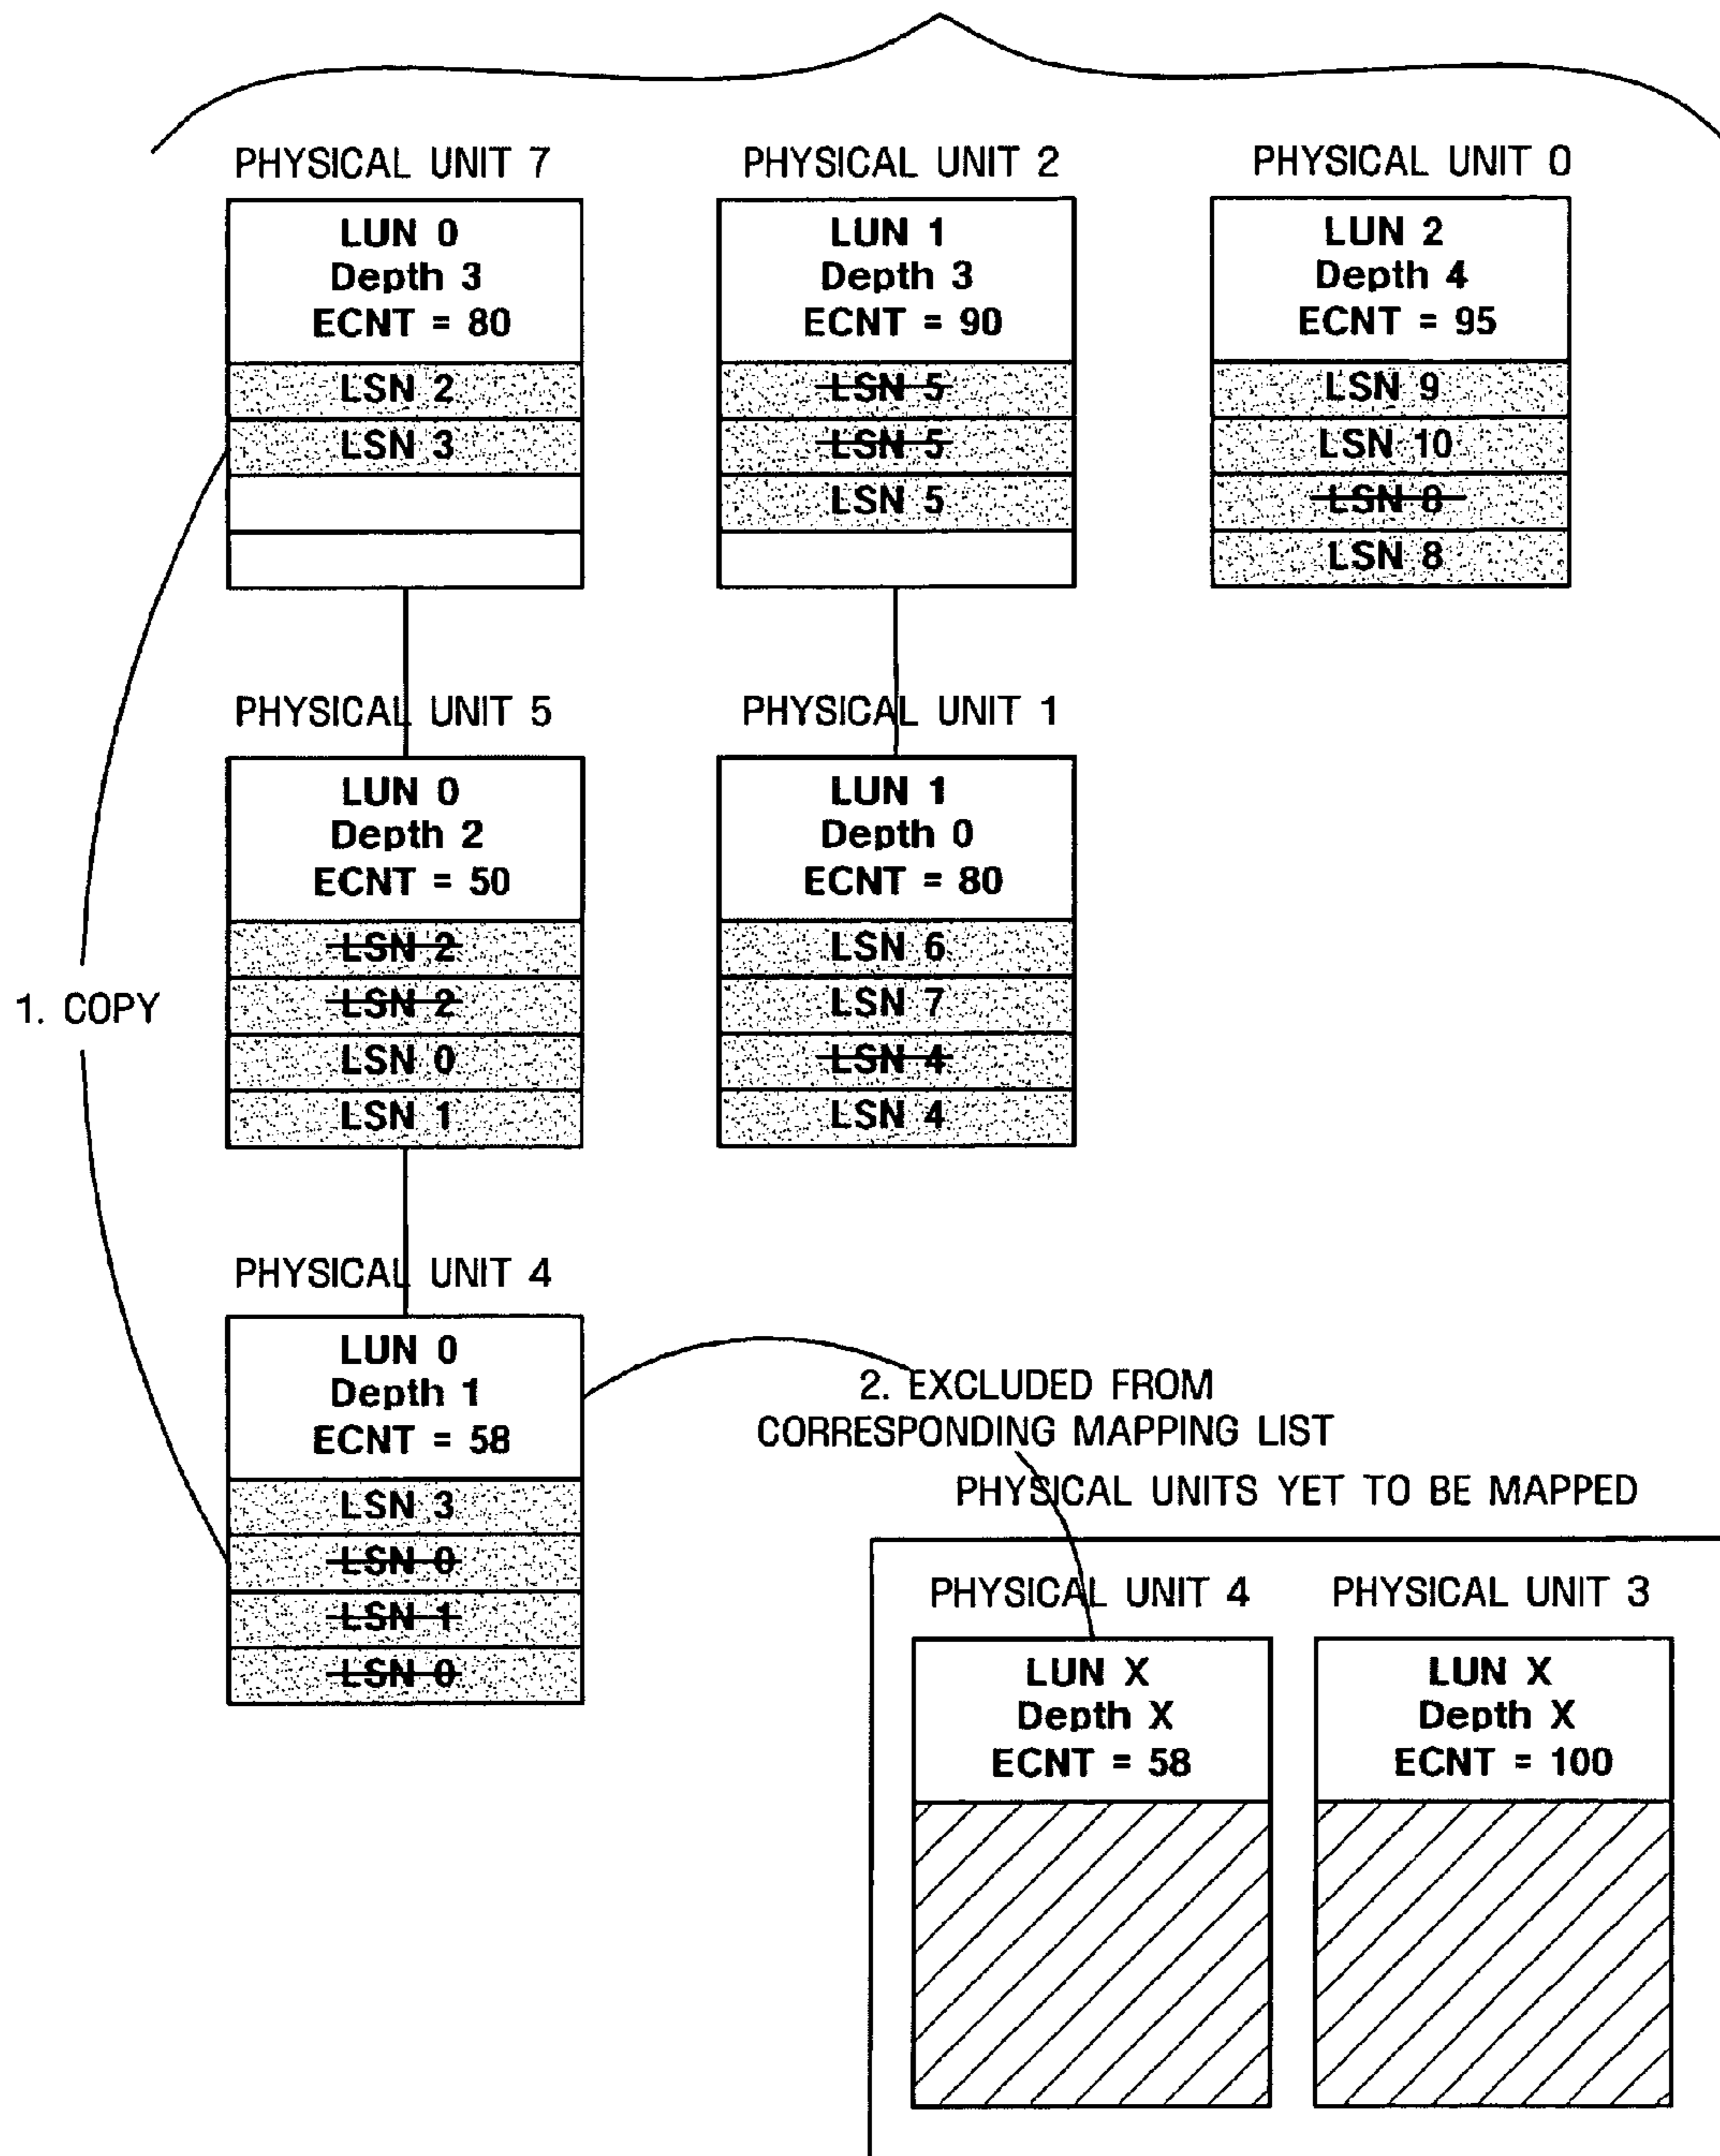 PHYSICAL UNIT 7
LUN 0
Depth 3
ECNT = 80
LSN 2
LSN 3
PHYSICAL UNIT 2
LUN 1
Depth 3
ECNT = 90
LSN 5
LSN 5
LSN 5
PHYSICAL UNIT 0
LUN 2
Depth 4
ECNT = 95
LSN 9
LSN 10
LSN 8
LSN 8
1. COPY
PHYSICAL UNIT 5
LUN 0
Depth 2
ECNT = 50
LSN 2
LSN 2
LSN 0
LSN 1
PHYSICAL UNIT 1
LUN 1
Depth 0
ECNT = 80
LSN 6
LSN 7
LSN 4
LSN 4
PHYSICAL UNIT 4
LUN 0
Depth 1
ECNT = 58
LSN 3
LSN 0
LSN 1
LSN 0
2. EXCLUDED FROM
CORRESPONDING MAPPING LIST
PHYSICAL UNITS YET TO BE MAPPED
PHYSICAL UNIT 4
LUN X
Depth X
ECNT = 58
PHYSICAL UNIT 3
LUN X
Depth X
ECNT = 100